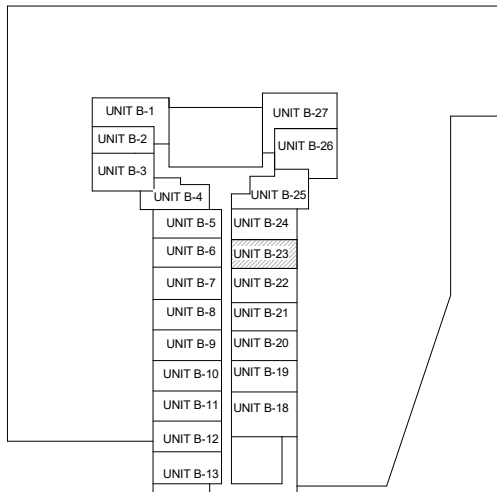 UNIT B-1
UNIT B-2
UNIT B-3
UNIT B-4
UNIT B-5
UNIT B-6
UNIT B-7
UNIT B-8
UNIT B-9
UNIT B-10
UNIT B-11
UNIT B-12
UNIT B-13
UNIT B-27
UNIT B-26
UNIT B-25
UNIT B-24
UNIT B-23
UNIT B-22
UNIT B-21
UNIT B-20
UNIT B-19
UNIT B-18